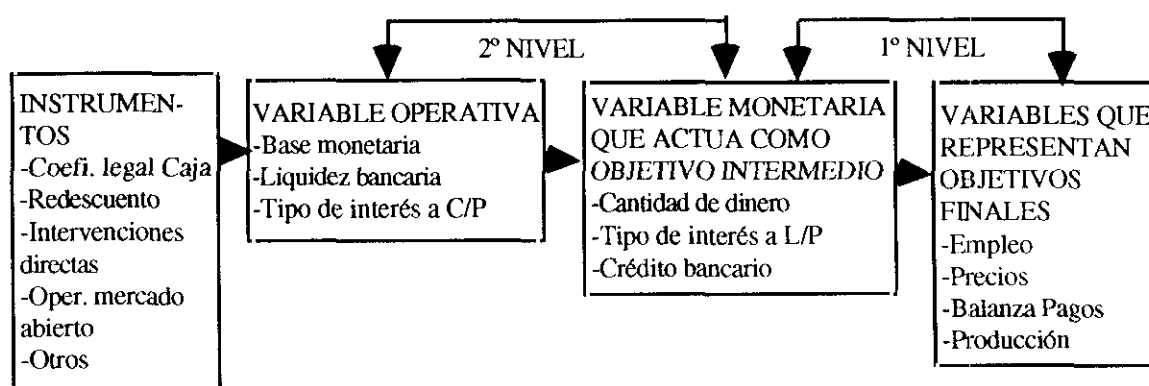 2º NIVEL
1º NIVEL
INSTRUMEN-
TOS
-Coefi. legal Caja
-Redescuento
-Intervenciones
directas
-Oper. mercado
abierto
-Otros
VARIABLE OPERATIVA
-Base monetaria
-Liquidez bancaria
-Tipo de interés a C/P
VARIABLE MONETARIA
QUE ACTUA COMO
OBJETIVO INTERMEDIO
-Cantidad de dinero
-Tipo de interés a L/P
-Crédito bancario
VARIABLES QUE
REPRESENTAN
OBJETIVOS
FINALES
-Empleo
-Precios
-Balanza Pagos
-Producción